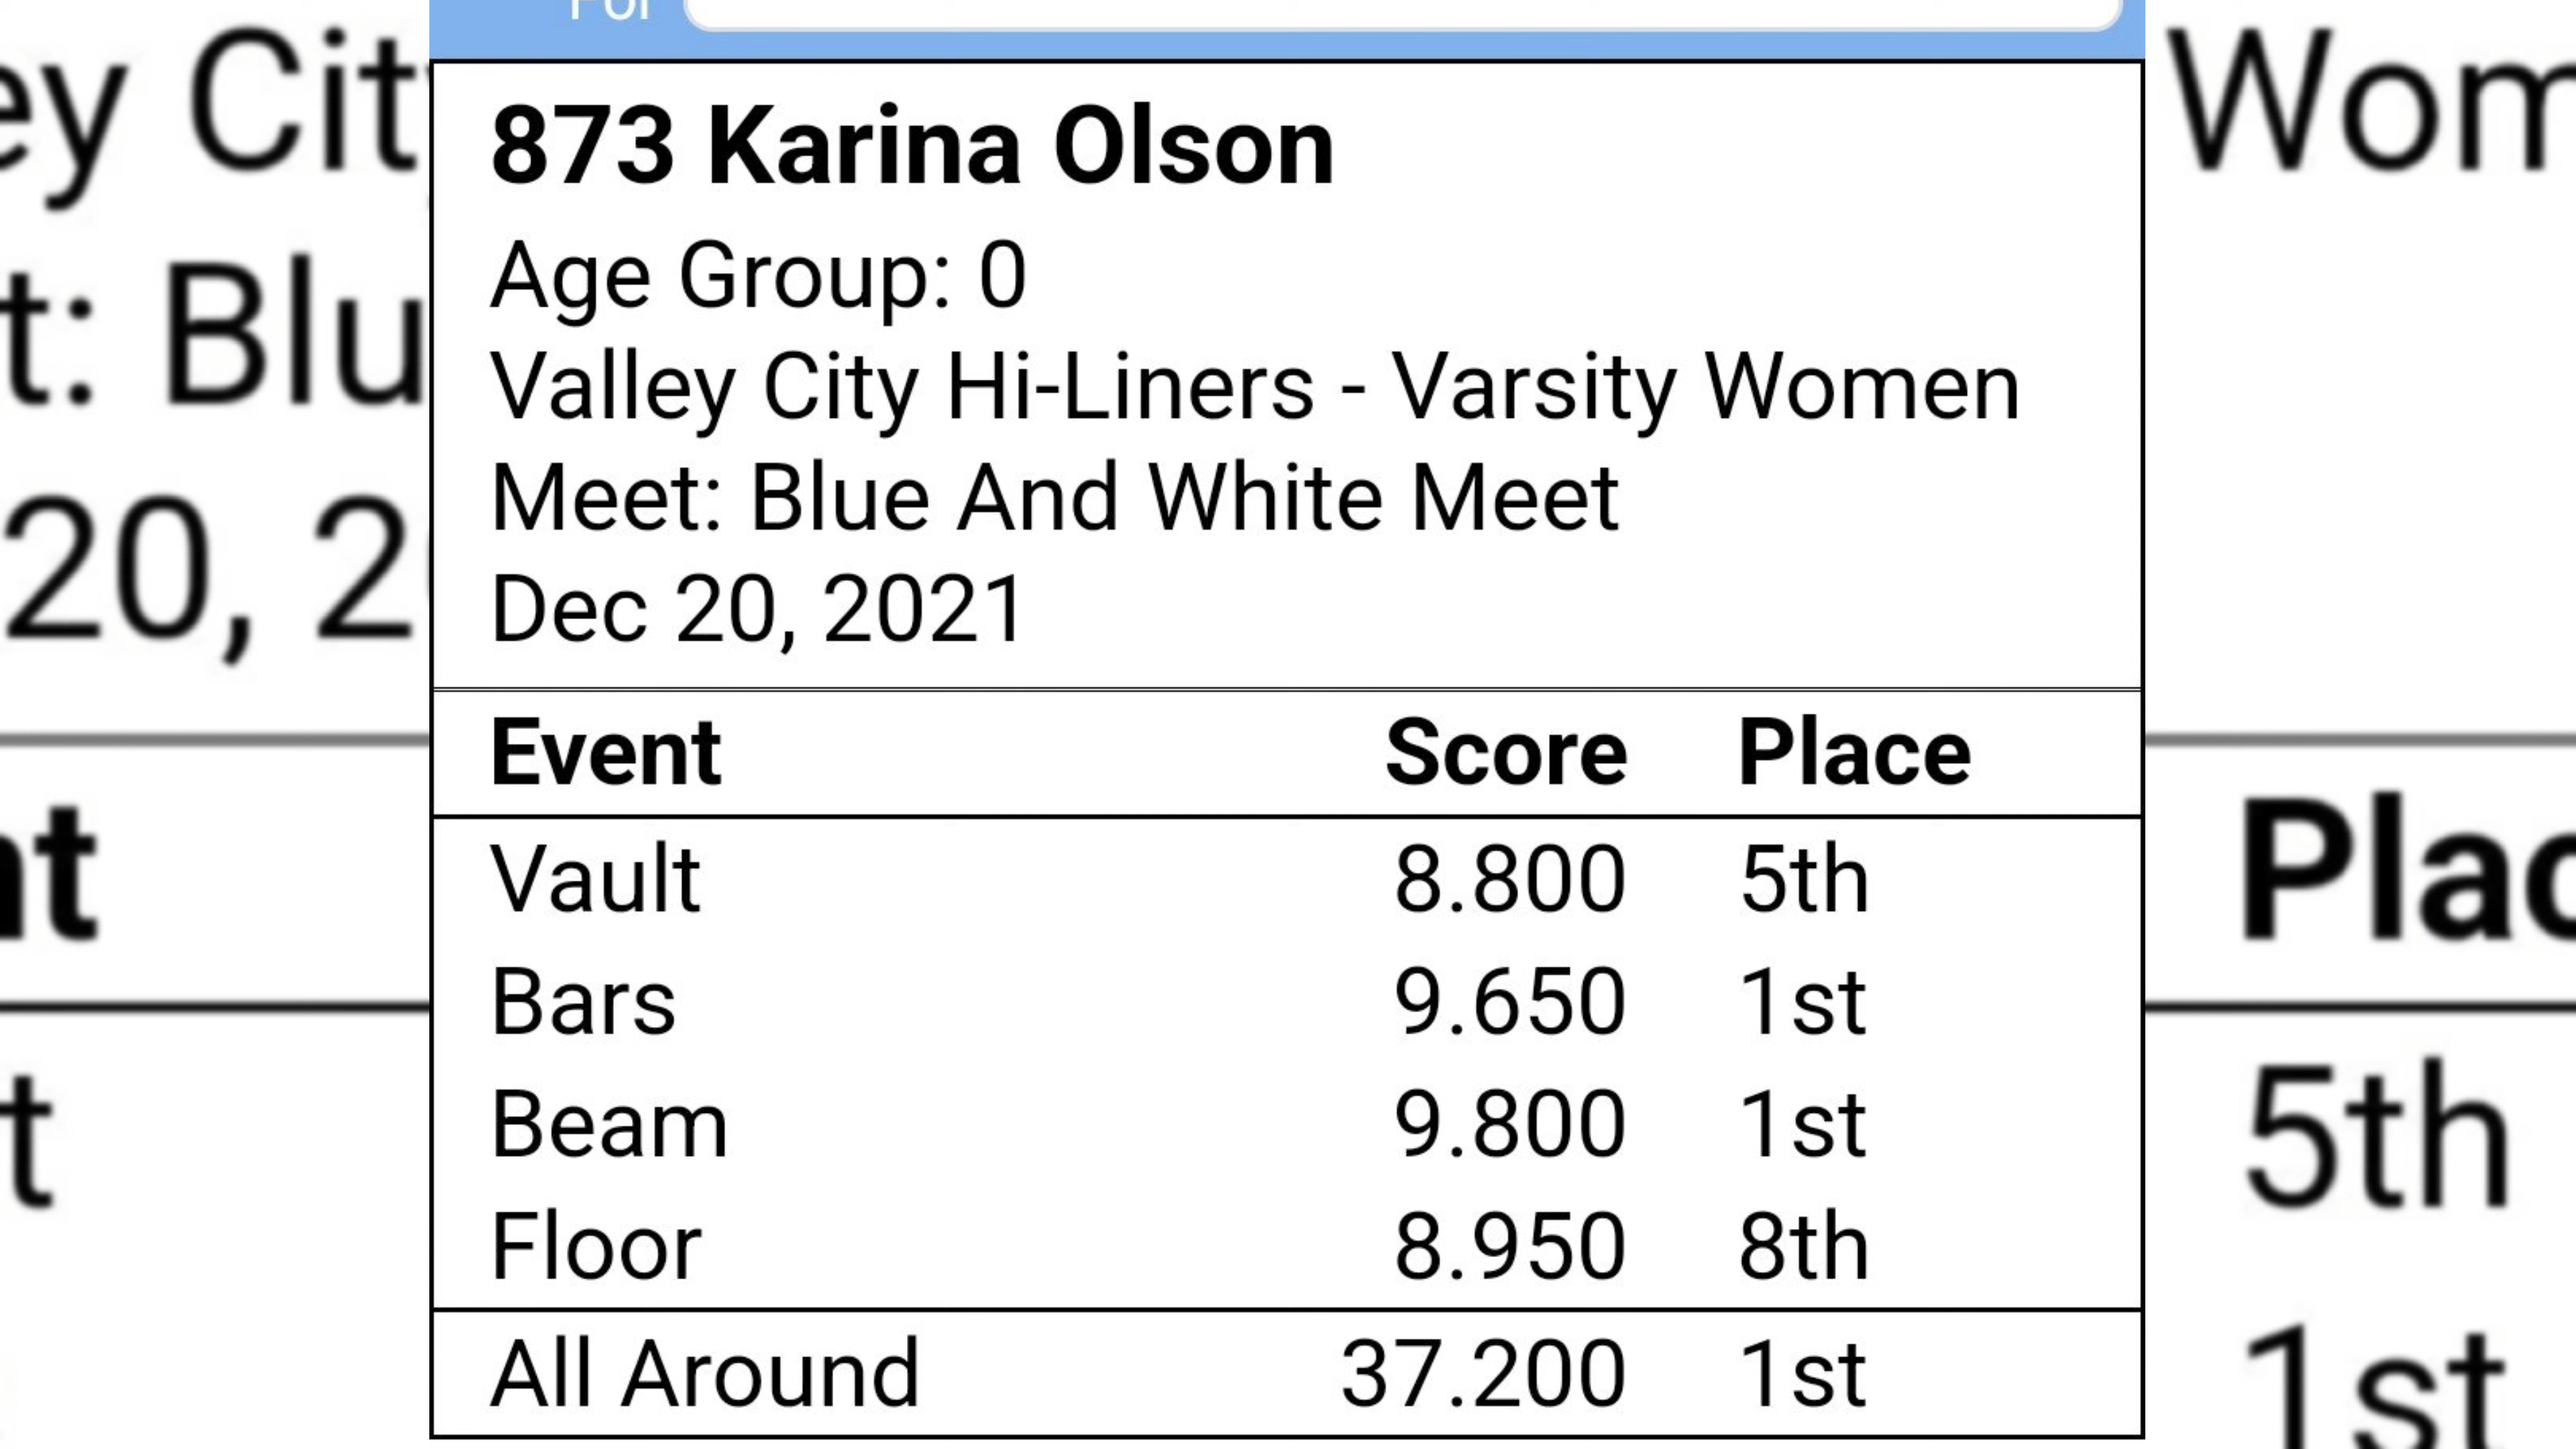 For
873 Karina Olson
Age Group: 0
Valley City Hi-Liners - Varsity Women
Meet: Blue And White Meet
Dec 20, 2021
Event Score Place
Vault 8.800 5th
Bars 9.650 1st
Beam 9.800 1st
Floor 8.950 8th
All Around 37.200 1st